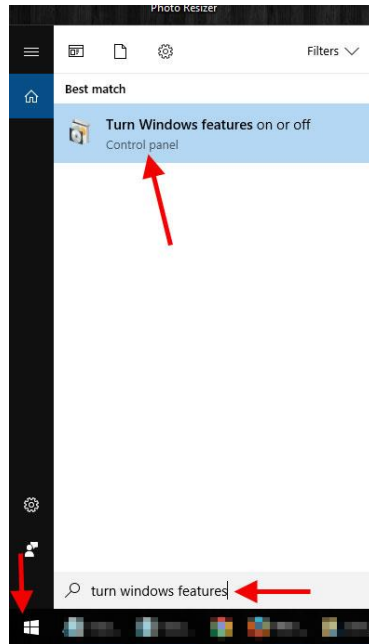 Photo Resizer
Filters
Best match
Turn Windows features on or off
Control panel
turn windows features